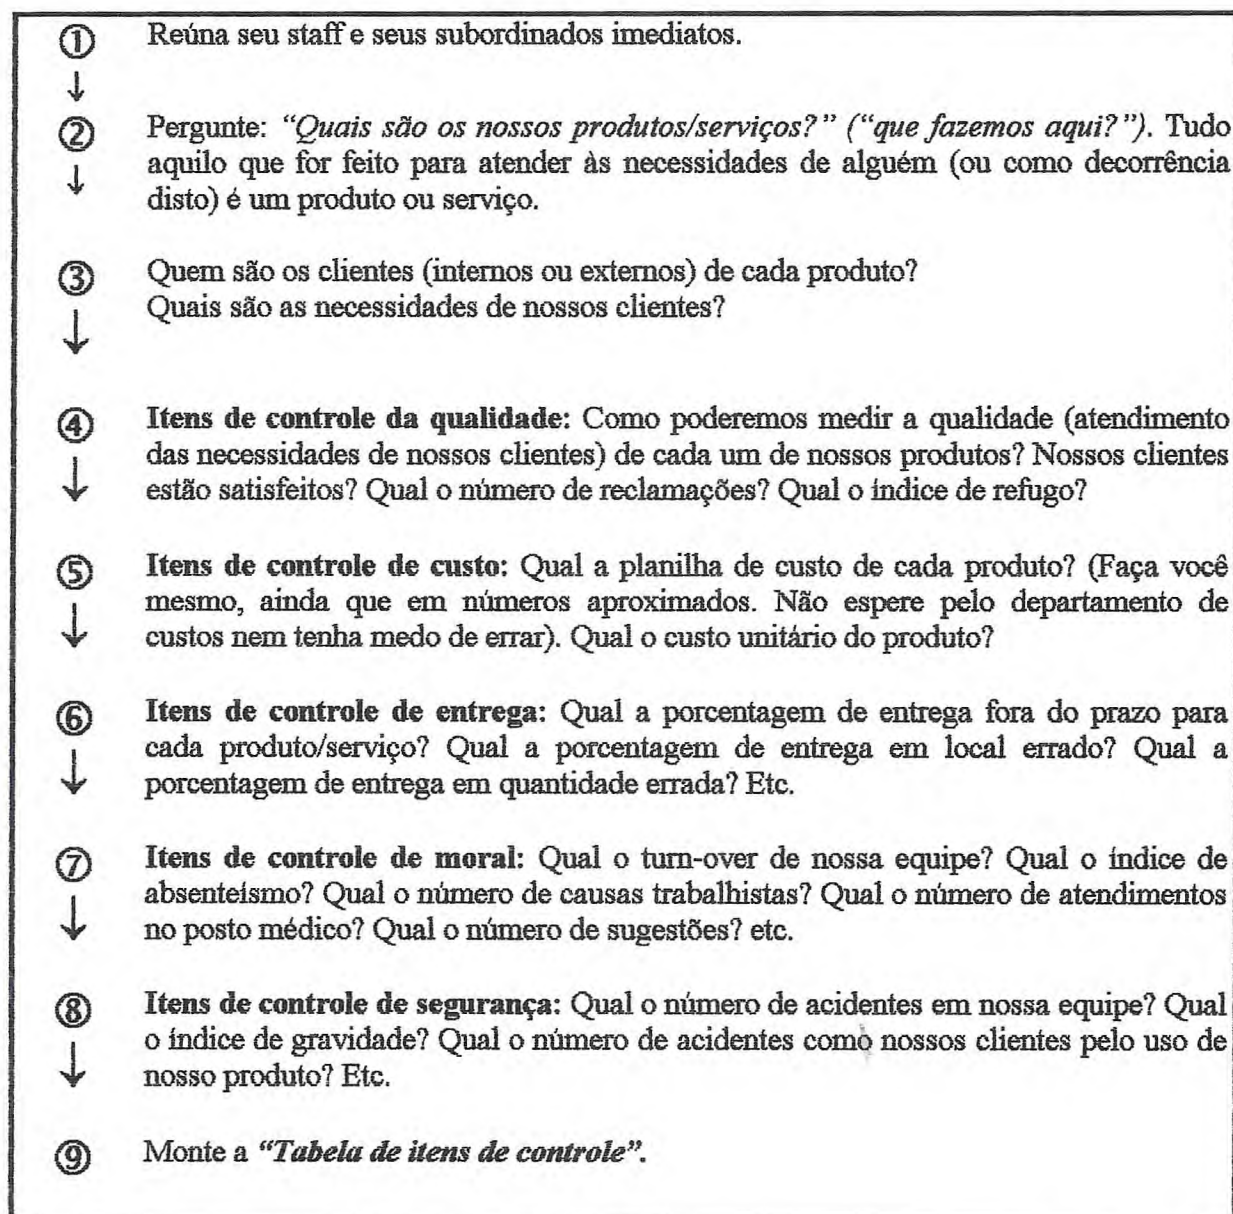 ① Reúna seu staff e seus subordinados imediatos.
↓
② Pergunte: “Quais são os nossos produtos/serviços?” (“que fazemos aqui?”). Tudo
aquilo que for feito para atender às necessidades de alguém (ou como decorrência
↓
disto) é um produto ou serviço.
③ Quem são os clientes (internos ou externos) de cada produto?
Quais são as necessidades de nossos clientes?
↓
④ Itens de controle da qualidade: Como poderemos medir a qualidade (atendimento
das necessidades de nossos clientes) de cada um de nossos produtos? Nossos clientes
↓
estão satisfeitos? Qual o número de reclamações? Qual o índice de refugo?
⑤ Itens de controle de custo: Qual a planilha de custo de cada produto? (Faça você
mesmo, ainda que em números aproximados. Não espere pelo departamento de
↓
custos nem tenha medo de errar). Qual o custo unitário do produto?
⑥ Itens de controle de entrega: Qual a porcentagem de entrega fora do prazo para
cada produto/serviço? Qual a porcentagem de entrega em local errado? Qual a
↓
porcentagem de entrega em quantidade errada? Etc.
⑦ Itens de controle de moral: Qual o turn-over de nossa equipe? Qual o índice de
absenteísmo? Qual o número de causas trabalhistas? Qual o número de atendimentos
↓
no posto médico? Qual o número de sugestões? etc.
⑧ Itens de controle de segurança: Qual o número de acidentes em nossa equipe? Qual
o índice de gravidade? Qual o número de acidentes como nossos clientes pelo uso de
↓
nosso produto? Etc.
⑨ Monte a “Tabela de itens de controle”.